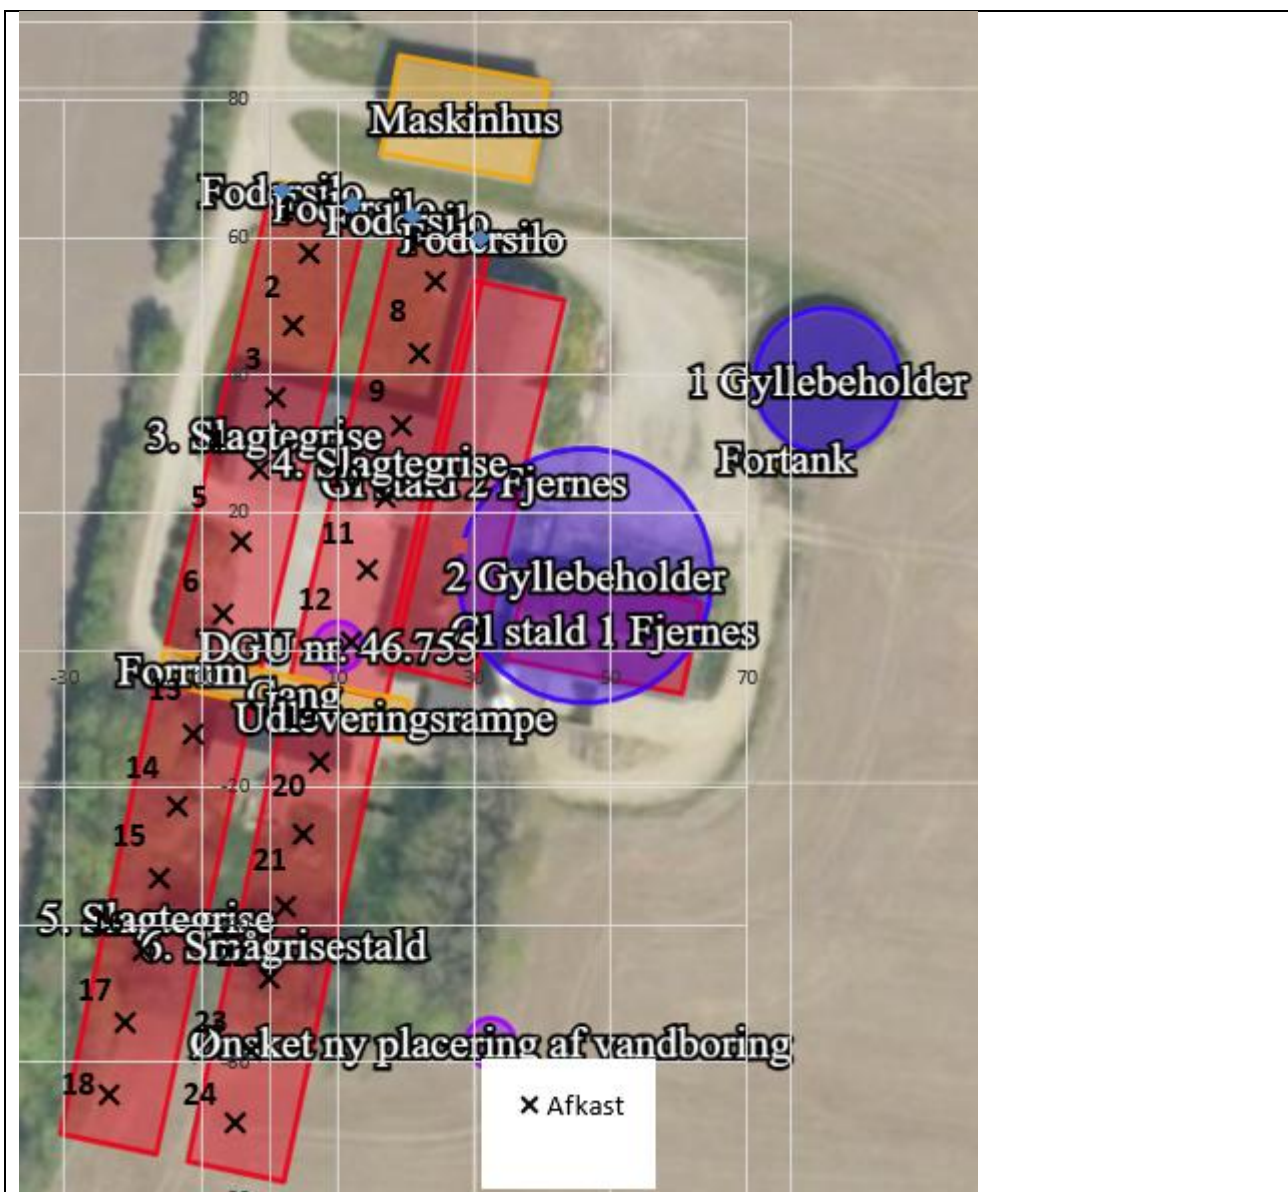 80
Maskinhus
Fodersilo
Fodersilo
Fodersilo
Fodersilo
60
2
8
3
9
1 Gyllebeholder
3. Slagtegrise
4. Slagtegrise
Fortank
Gl stald 2 Fjernes
5
20
11
6
2 Gyllebeholder
12
Gl stald 1 Fjernes
DGU nr. 46.755
Forrum
-30
10
30
50
70
13
Gang
19
Udleveringsrampe
14
20
-20
15
21
5. Slagtegrise
6. Smågrisestald
17
23
Ønsket ny placering af vandboring
18
24
Afkast